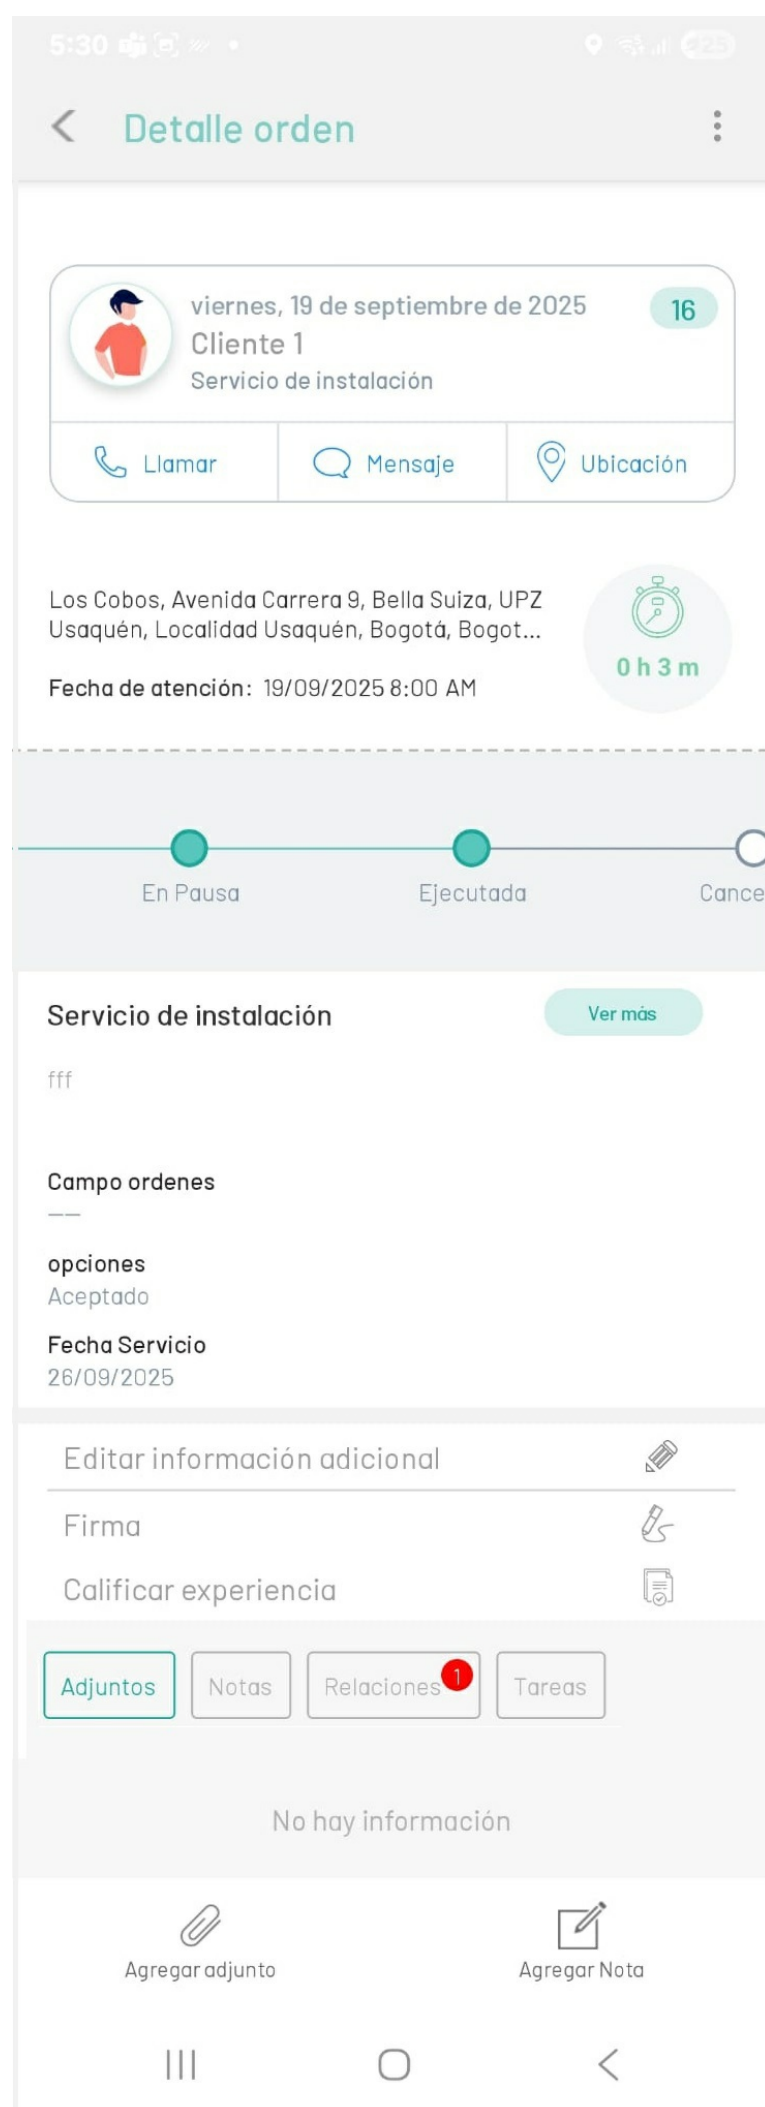 5:30
Detalle orden
viernes, 19 de septiembre de 2025
16
Cliente 1
Servicio de instalación
Llamar
Mensaje
Ubicación
Los Cobos, Avenida Carrera 9, Bella Suiza, UPZ
Usaquén, Localidad Usaquén, Bogotá, Bogot...
0 h 3 m
Fecha de atención: 19/09/2025 8:00 AM
En Pausa
Ejecutada
Cance
Servicio de instalación
Ver más
fff
Campo ordenes
––
opciones
Aceptado
Fecha Servicio
26/09/2025
Editar información adicional
Firma
Calificar experiencia
Adjuntos
Notas
Relaciones
1
Tareas
No hay información
Agregar adjunto
Agregar Nota